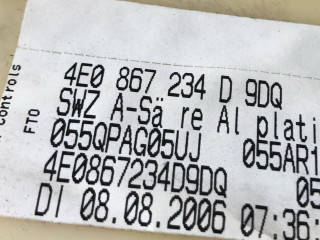 Controls
FTO
4E0 867 234 D 9DQ
SWZ A-Sä re Al plati
055QPAG05UJ 055AR1
4E0867234D9DQ 05
DI 08.08.2006 07:36: